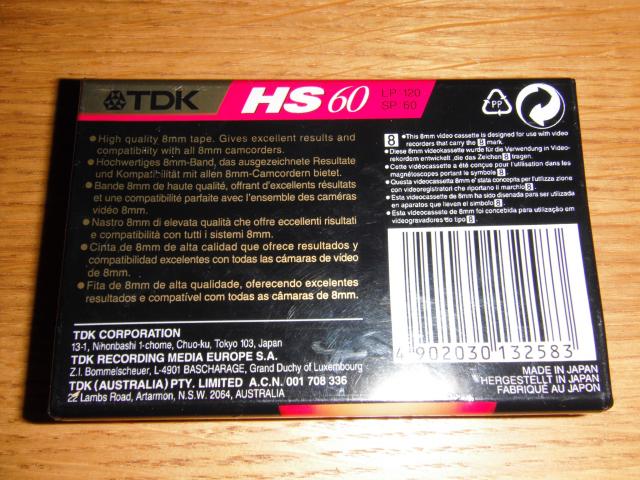 TDK HS 60 LP 120
SP 60
PP
• High quality 8mm tape. Gives excellent results and
compatibility with all 8mm camcorders.
• Hochwertiges 8mm-Band, das ausgezeichnete Resultate
und Kompatibilität mit allen 8mm-Camcordern bietet.
• Bande 8mm de haute qualité, offrant d'excellents résultats
et une compatibilité parfaite avec l'ensemble des caméras
vidéo 8mm.
• Nastro 8mm di elevata qualità che offre eccellenti risultati
e compatibilità con tutti i sistemi 8mm.
• Cinta de 8mm de alta calidad que ofrece resultados y
compatibilidad excelentes con todas las cámaras de vídeo
de 8mm.
• Fita de 8mm de alta qualidade, oferecendo excelentes
resultados e compatível com todas as câmaras de 8mm.
8 • This 8mm video cassette is designed for use with video
recorders that carry the 8 mark.
• Diese 8mm videokassette wurde für die Verwendung in Video-
rekordern entwickelt, die das Zeichen 8 tragen.
• Cette vidéocassette 8mm a été conçue pour l'utilisation dans les
magnétoscopes portant le symbole 8.
• Questa videocassetta 8mm e' stata concepita per l'utilizzo zione
con videoregistratori che riportano il marchio 8.
• Esta videocassette de 8mm ha sido disenada para ser utilizada
en aparatos que lleven el simbolo 8.
• Esta videocassete de 8mm foi concebida para utilização em
videogravadores do tipo 8
4 902030 132583
TDK CORPORATION
13-1, Nihonbashi 1-chome, Chuo-ku, Tokyo 103, Japan
TDK RECORDING MEDIA EUROPE S.A.
Z.I. Bommelscheuer, L-4901 BASCHARAGE, Grand Duchy of Luxembourg
TDK (AUSTRALIA) PTY. LIMITED A.C.N. 001 708 336
22 Lambs Road, Artarmon, N.S.W. 2064, AUSTRALIA
MADE IN JAPAN
HERGESTELLT IN JAPAN
FABRIQUÉ AU JAPON